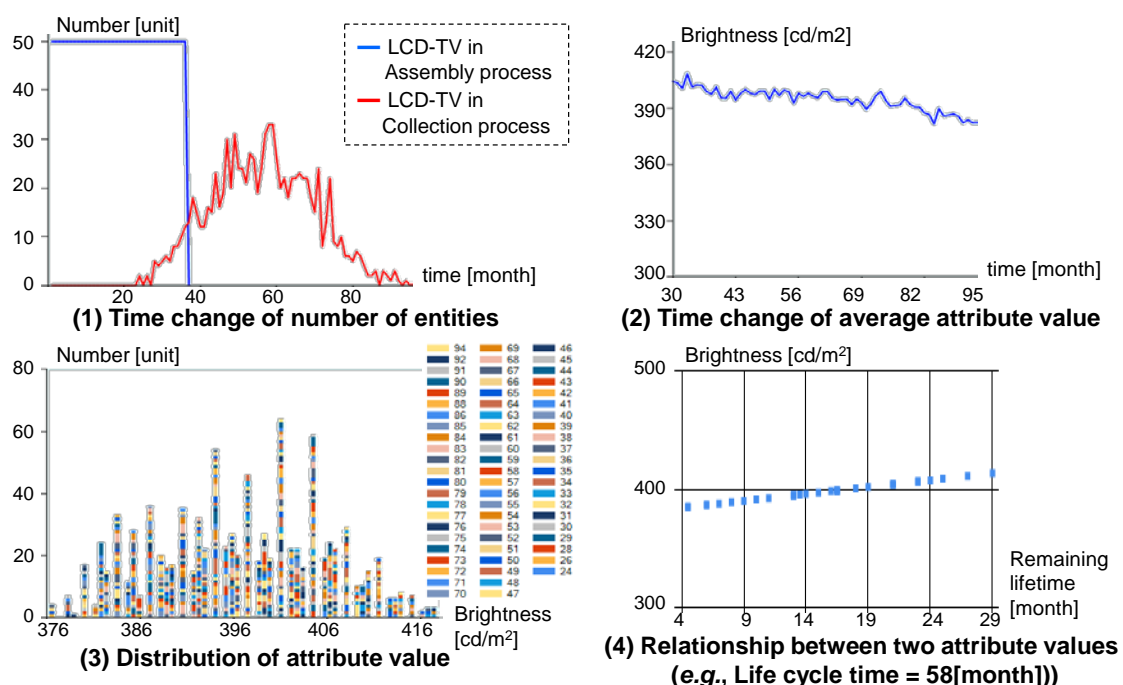 Number [unit]
50
40
30
20
10
0
20
40
60
80
time [month]
LCD-TV in
Assembly process
LCD-TV in
Collection process
(1) Time change of number of entities
Brightness [cd/m2]
420
390
360
330
300
30
43
56
69
82
95
time [month]
(2) Time change of average attribute value
Number [unit]
80
60
40
20
0
376
386
396
406
416
Brightness
[cd/m²]
94 69 46
92 68 45
91 67 44
90 66 43
89 65 42
88 64 41
86 63 40
85 62 39
84 61 38
83 60 37
82 59 36
81 58 35
80 57 34
79 56 33
78 55 32
77 54 31
76 53 30
75 52 29
74 51 28
73 50 26
72 49 24
71 48
70 47
(3) Distribution of attribute value
Brightness [cd/m²]
500
400
300
4
9
14
19
24
29
Remaining
lifetime
[month]
(4) Relationship between two attribute values
(e.g., Life cycle time = 58[month]))